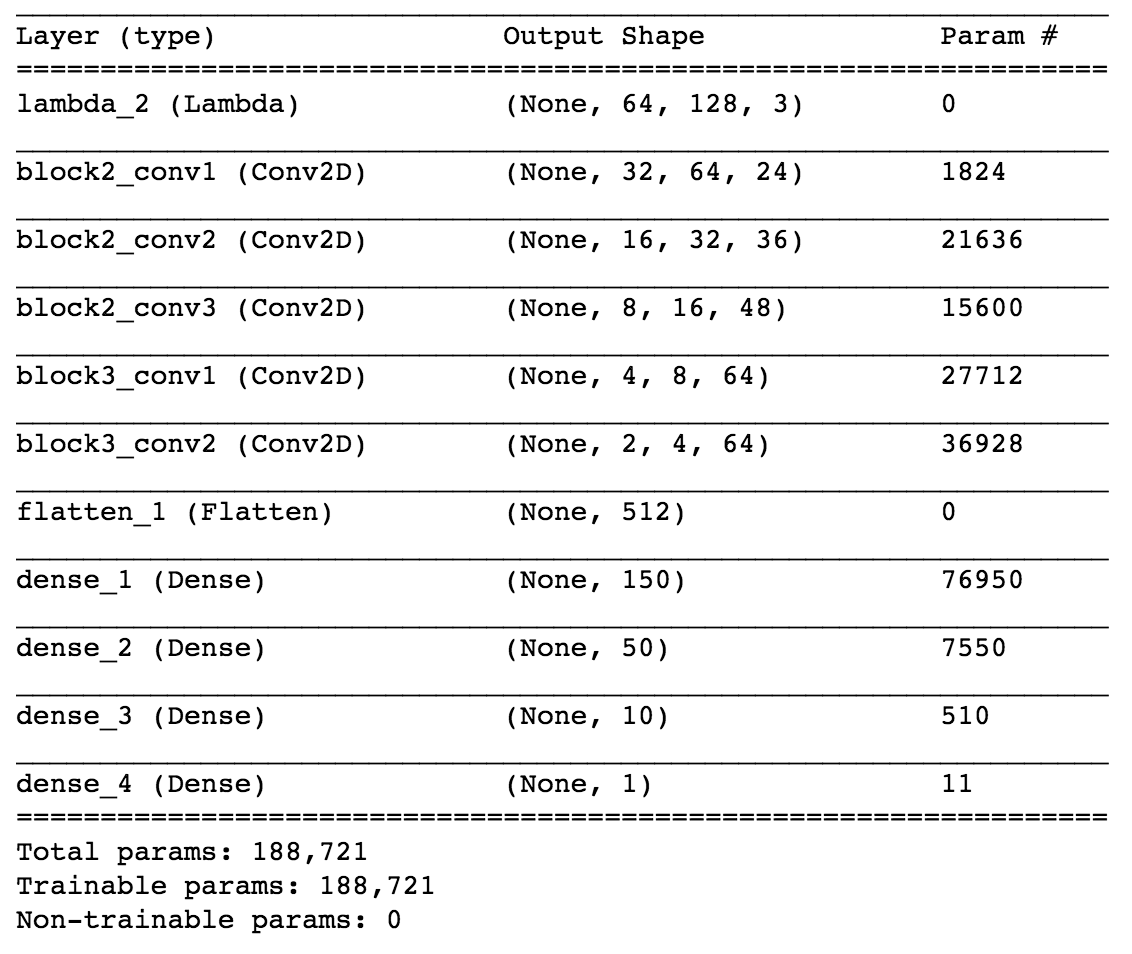 Layer (type) Output Shape Param #
lambda_2 (Lambda) (None, 64, 128, 3) 0
block2_conv1 (Conv2D) (None, 32, 64, 24) 1824
block2_conv2 (Conv2D) (None, 16, 32, 36) 21636
block2_conv3 (Conv2D) (None, 8, 16, 48) 15600
block3_conv1 (Conv2D) (None, 4, 8, 64) 27712
block3_conv2 (Conv2D) (None, 2, 4, 64) 36928
flatten_1 (Flatten) (None, 512) 0
dense_1 (Dense) (None, 150) 76950
dense_2 (Dense) (None, 50) 7550
dense_3 (Dense) (None, 10) 510
dense_4 (Dense) (None, 1) 11
Total params: 188,721
Trainable params: 188,721
Non-trainable params: 0